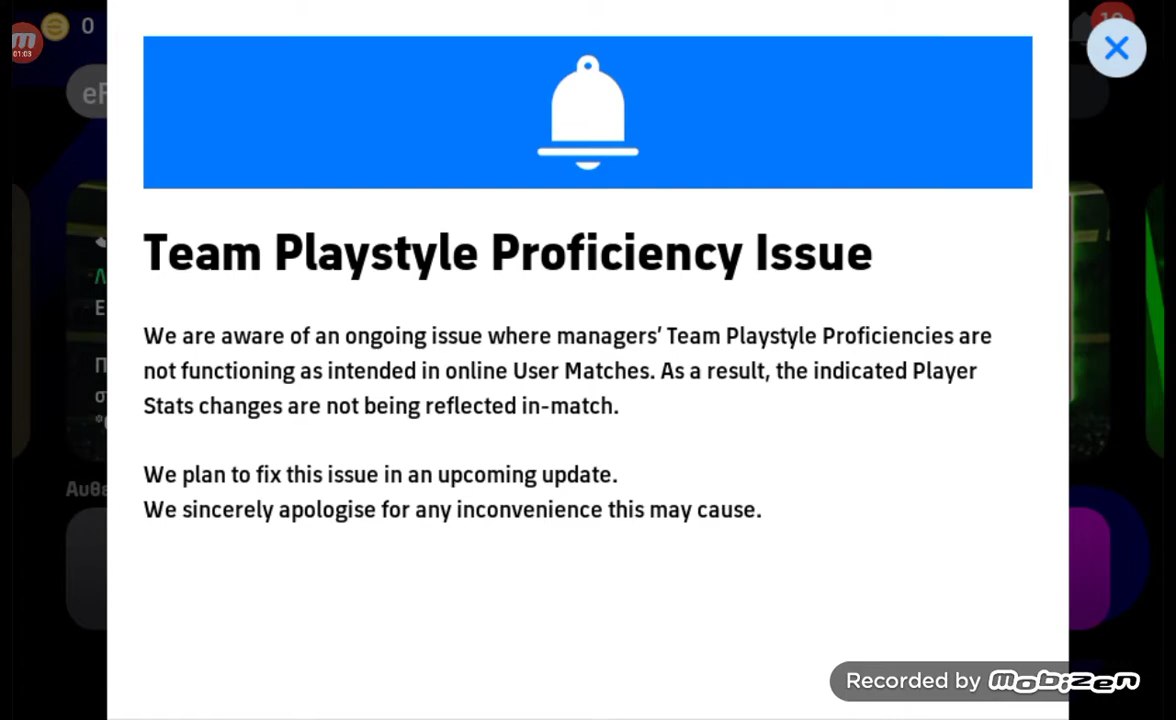 0
01:03
Team Playstyle Proficiency Issue
We are aware of an ongoing issue where managers' Team Playstyle Proficiencies are
not functioning as intended in online User Matches. As a result, the indicated Player
Stats changes are not being reflected in-match.
We plan to fix this issue in an upcoming update.
We sincerely apologise for any inconvenience this may cause.
Recorded by mobizen